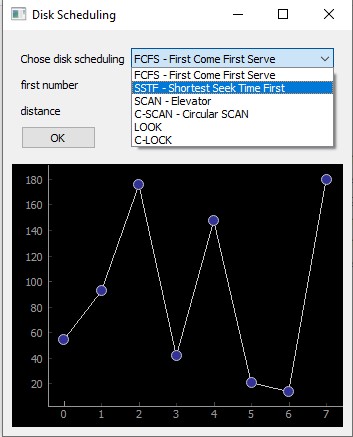 Disk Scheduling
Chose disk scheduling FCFS - First Come First Serve
FCFS - First Come First Serve
first number
SSTF - Shortest Seek Time First
SCAN - Elevator
distance
C-SCAN - Circular SCAN
LOOK
OK
C-LOCK
180
160
140
120
100
80
60
40
20
0 1 2 3 4 5 6 7